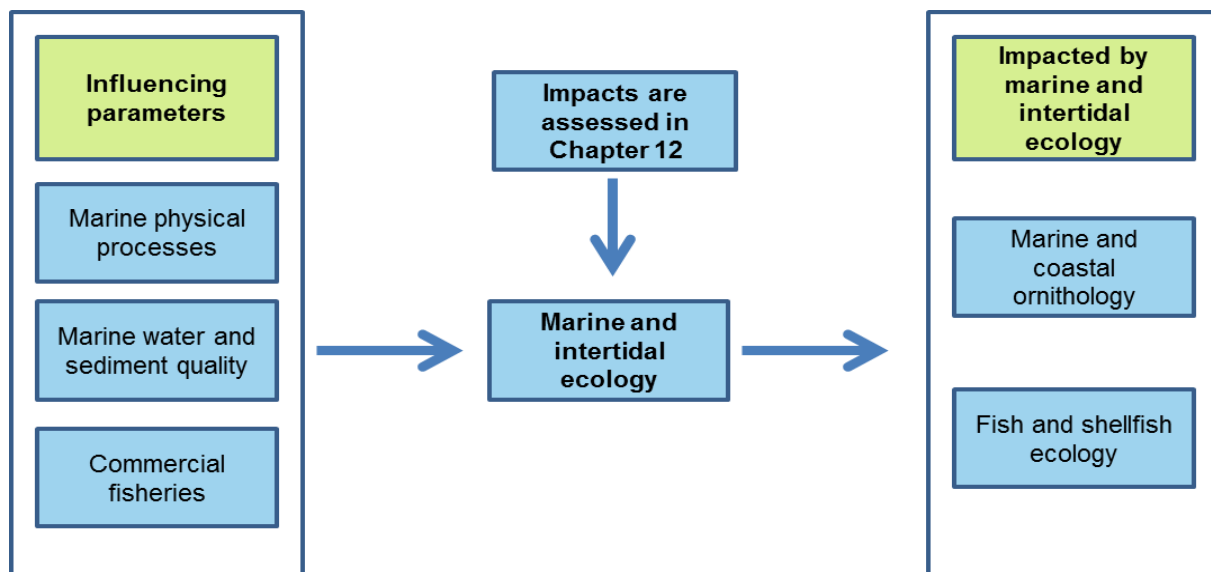 Influencing
parameters
Marine physical
processes
Marine water and
sediment quality
Commercial
fisheries
Impacts are
assessed in
Chapter 12
Marine and
intertidal
ecology
Impacted by
marine and
intertidal
ecology
Marine and
coastal
ornithology
Fish and shellfish
ecology